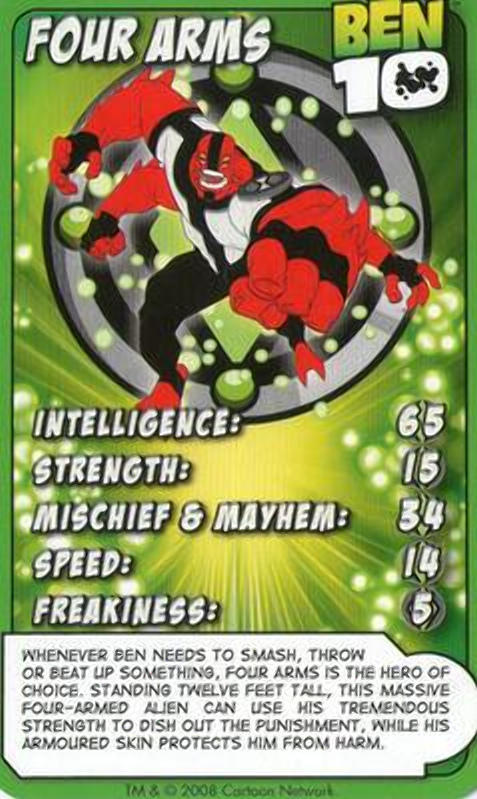 FOUR ARMS
BEN
10
INTELLIGENCE: 65
STRENGTH: 15
MISCHIEF & MAYHEM: 34
SPEED: 14
FREAKINESS: 5
WHENEVER BEN NEEDS TO SMASH, THROW
OR BEAT UP SOMETHING, FOUR ARMS IS THE HERO OF
CHOICE. STANDING TWELVE FEET TALL, THIS MASSIVE
FOUR-ARMED ALIEN CAN USE HIS TREMENDOUS
STRENGTH TO DISH OUT THE PUNISHMENT, WHILE HIS
ARMOURED SKIN PROTECTS HIM FROM HARM.
TM & © 2008 Cartoon Network.